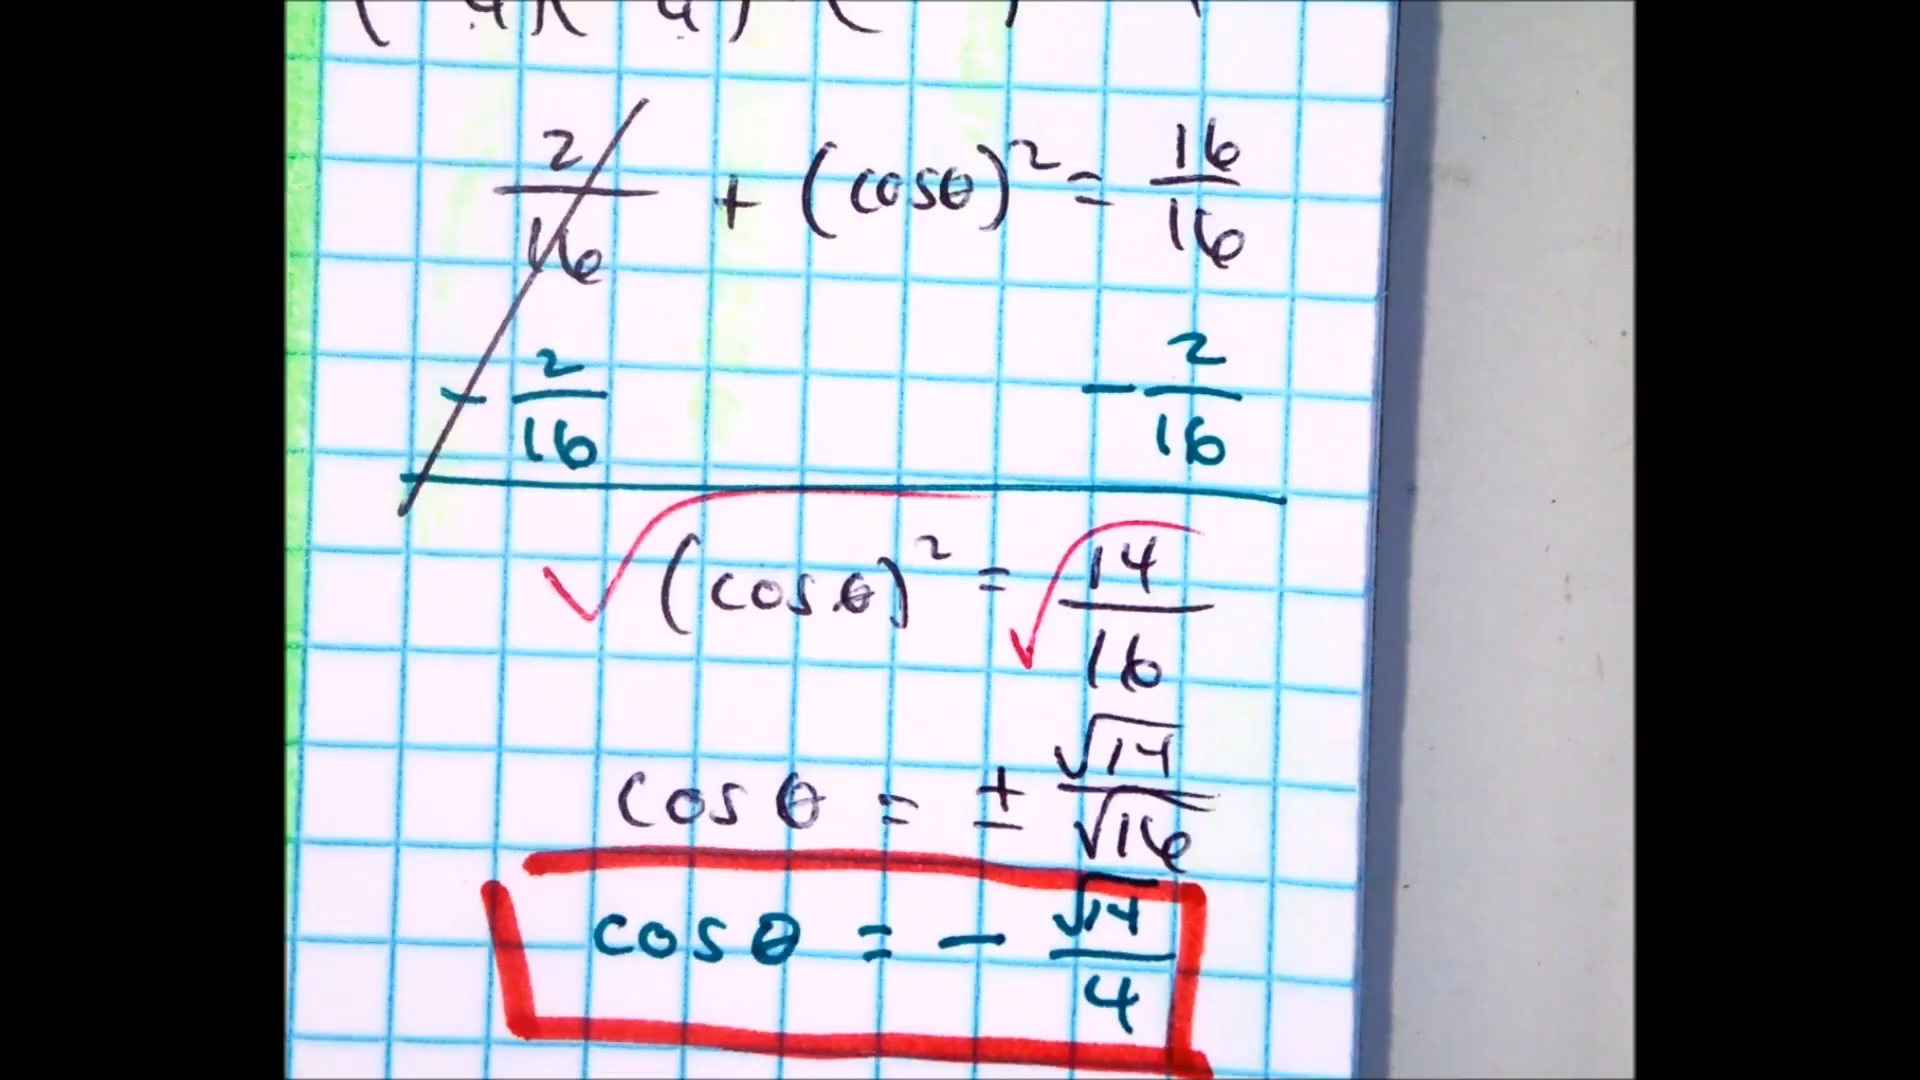 2/16 + (cosθ)² = 16/16
- 2/16 - 2/16
√(cosθ)² = √14/16
cosθ = ± √14/√16
cosθ = - √14/4